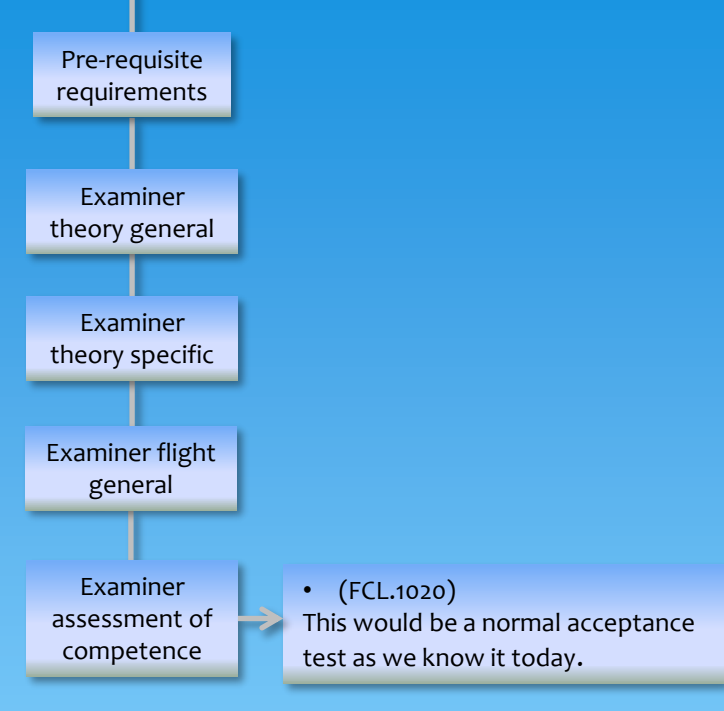 Pre-requisite
requirements
Examiner
theory general
Examiner
theory specific
Examiner flight
general
Examiner
assessment of
competence
• (FCL.1020)
This would be a normal acceptance
test as we know it today.